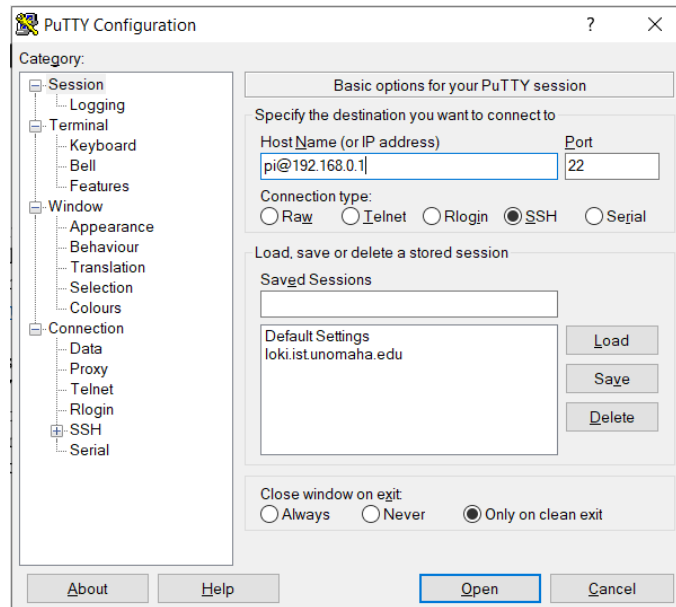 PuTTY Configuration ?
Category:
Session
Logging
Terminal
Keyboard
Bell
Features
Window
Appearance
Behaviour
Translation
Selection
Colours
Connection
Data
Proxy
Telnet
Rlogin
SSH
Serial
Basic options for your PuTTY session
Specify the destination you want to connect to
Host Name (or IP address) Port
pi@192.168.0.1 22
Connection type:
Raw Telnet Rlogin SSH Serial
Load, save or delete a stored session
Saved Sessions
Default Settings
loki.ist.unomaha.edu
Load
Save
Delete
Close window on exit:
Always Never Only on clean exit
About Help Open Cancel